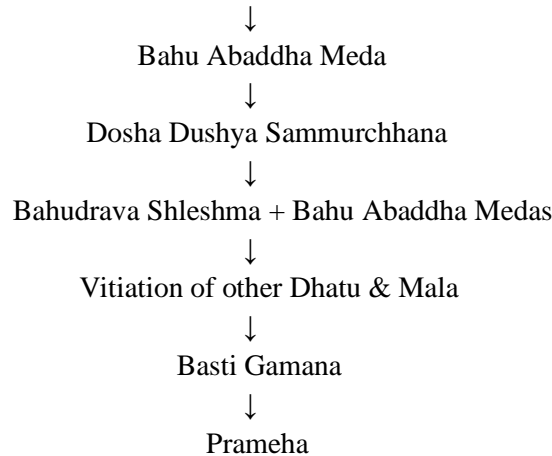 ↓
Bahu Abaddha Meda
↓
Dosha Dushya Sammurchhana
↓
Bahudrava Shleshma + Bahu Abaddha Medas
↓
Vitiation of other Dhatu & Mala
↓
Basti Gamana
↓
Prameha